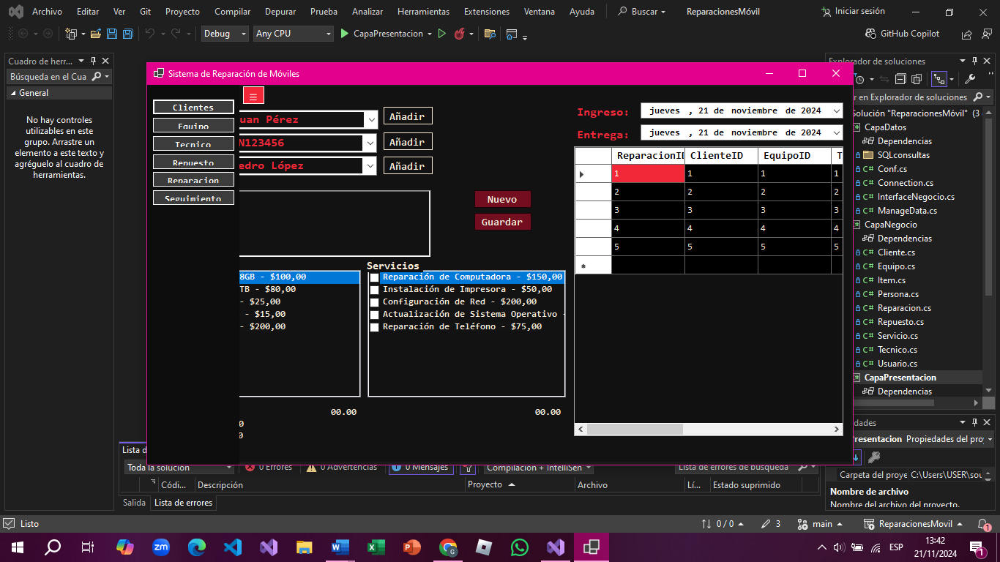 Archivo Editar Ver Git Proyecto Compilar Depurar Prueba Analizar Herramientas Extensiones Ventana Ayuda Buscar ReparacionesMóvil Iniciar sesión
Debug Any CPU CapaPresentacion GitHub Copilot
Cuadro de herr...
Búsqueda en el Cua
General
No hay controles
utilizables en este
grupo. Arrastre un
elemento a este texto y
agréguelo al cuadro de
herramientas.
Sistema de Reparación de Móviles
Clientes
Equipo
Tecnico
Repuesto
Reparacion
Seguimiento
uan Pérez Añadir
N123456 Añadir
edro López Añadir
Nuevo
Guardar
8GB - $100,00
TB - $80,00
- $25,00
- $15,00
- $200,00
00.00
0
0
Servicios
Reparación de Computadora - $150,00
Instalación de Impresora - $50,00
Configuración de Red - $200,00
Actualización de Sistema Operativo -
Reparación de Teléfono - $75,00
00.00
Ingreso: jueves , 21 de noviembre de 2024
Entrega: jueves , 21 de noviembre de 2024
ReparacionID ClienteID EquipoID T
1 1 1 1
2 2 2 2
3 3 3 3
4 4 4 4
5 5 5 5
*
Explorador de soluciones
r en Explorador de soluciones
Solución "ReparacionesMóvil" (3
CapaDatos
Dependencias
SQLconsultas
C# Conf.cs
C# Connection.cs
C# InterfaceNegocio.cs
C# ManageData.cs
CapaNegocio
Dependencias
C# Cliente.cs
C# Equipo.cs
C# Item.cs
C# Persona.cs
C# Reparacion.cs
C# Repuesto.cs
C# Servicio.cs
C# Tecnico.cs
C# Usuario.cs
CapaPresentacion
Dependencias
dades
Presentacion Propiedades del pro
Carpeta del proye C:\Users\USER\sou
Nombre de archivo
Nombre del archivo del proyecto.
Lista d
Toda la solución 0 Errores 0 Advertencias 0 Mensajes Compilación + IntelliSen Lista de errores de búsqueda
Códi... Descripción Proyecto Archivo Lí... Estado suprimido
Salida Lista de errores
Listo 0 / 0 3 main ReparacionesMovil 1
zm ESP 13:42
21/11/2024 1